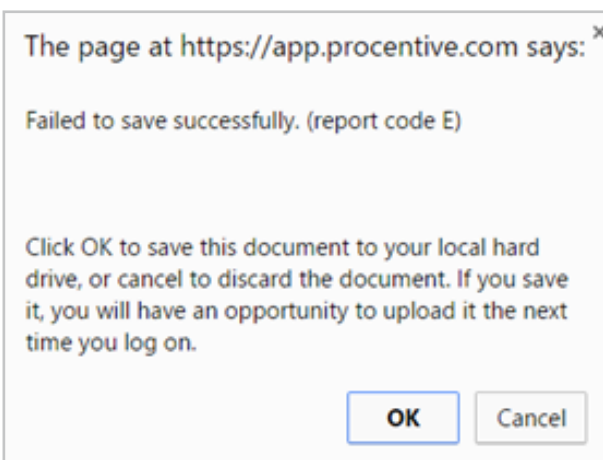 The page at https://app.procentive.com says:
Failed to save successfully. (report code E)
Click OK to save this document to your local hard
drive, or cancel to discard the document. If you save
it, you will have an opportunity to upload it the next
time you log on.
OK Cancel